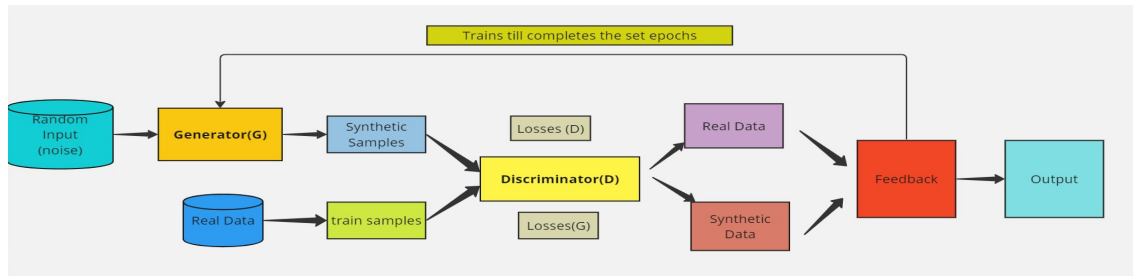 Trains till completes the set epochs
Random
Input
(noise)
Generator(G)
Synthetic
Samples
Losses (D)
Real Data
Discriminator(D)
Feedback
Output
Real Data
train samples
Losses(G)
Synthetic
Data